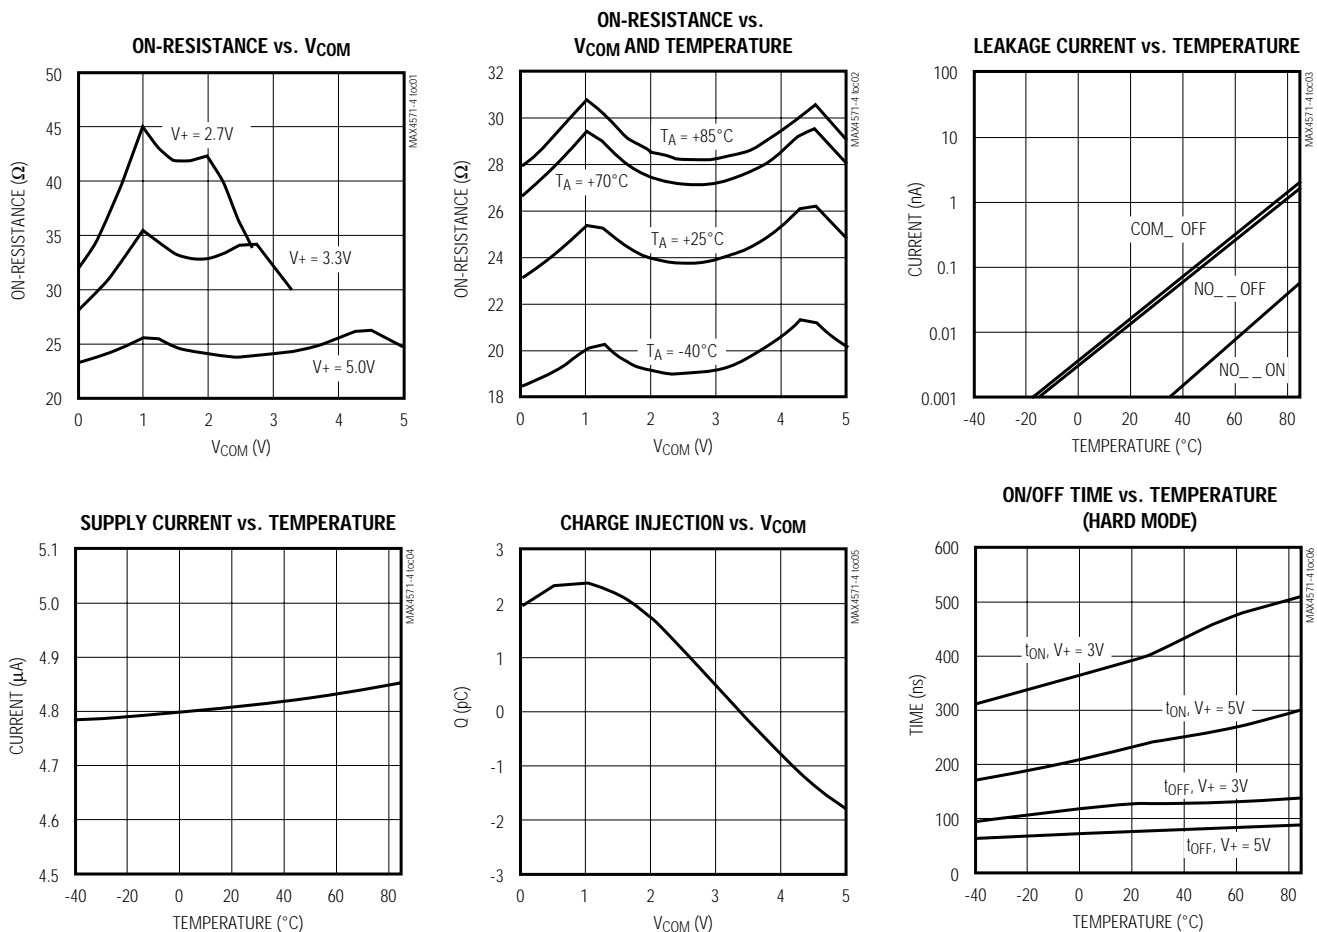 ON-RESISTANCE vs. VCOM
50
45
40
35
30
25
20
0 1 2 3 4 5
ON-RESISTANCE (Ω)
VCOM (V)
V+ = 2.7V
V+ = 3.3V
V+ = 5.0V
MAX4571-4 toc01
ON-RESISTANCE vs.
VCOM AND TEMPERATURE
32
30
28
26
24
22
20
18
0 1 2 3 4 5
ON-RESISTANCE (Ω)
VCOM (V)
TA = +85°C
TA = +70°C
TA = +25°C
TA = -40°C
MAX4571-4 toc02
LEAKAGE CURRENT vs. TEMPERATURE
100
10
1
0.1
0.01
0.001
-40 -20 0 20 40 60 80
CURRENT (nA)
TEMPERATURE (°C)
COM_ OFF
NO_ _ OFF
NO_ _ ON
MAX4571-4 toc03
SUPPLY CURRENT vs. TEMPERATURE
5.1
5.0
4.9
4.8
4.7
4.6
4.5
-40 -20 0 20 40 60 80
CURRENT (µA)
TEMPERATURE (°C)
MAX4571-4 toc04
CHARGE INJECTION vs. VCOM
3
2
1
0
-1
-2
-3
0 1 2 3 4 5
Q (pC)
VCOM (V)
MAX4571-4 toc05
ON/OFF TIME vs. TEMPERATURE
(HARD MODE)
600
500
400
300
200
100
0
-40 -20 0 20 40 60 80
TIME (ns)
TEMPERATURE (°C)
tON, V+ = 3V
tON, V+ = 5V
tOFF, V+ = 3V
tOFF, V+ = 5V
MAX4571-4 toc06